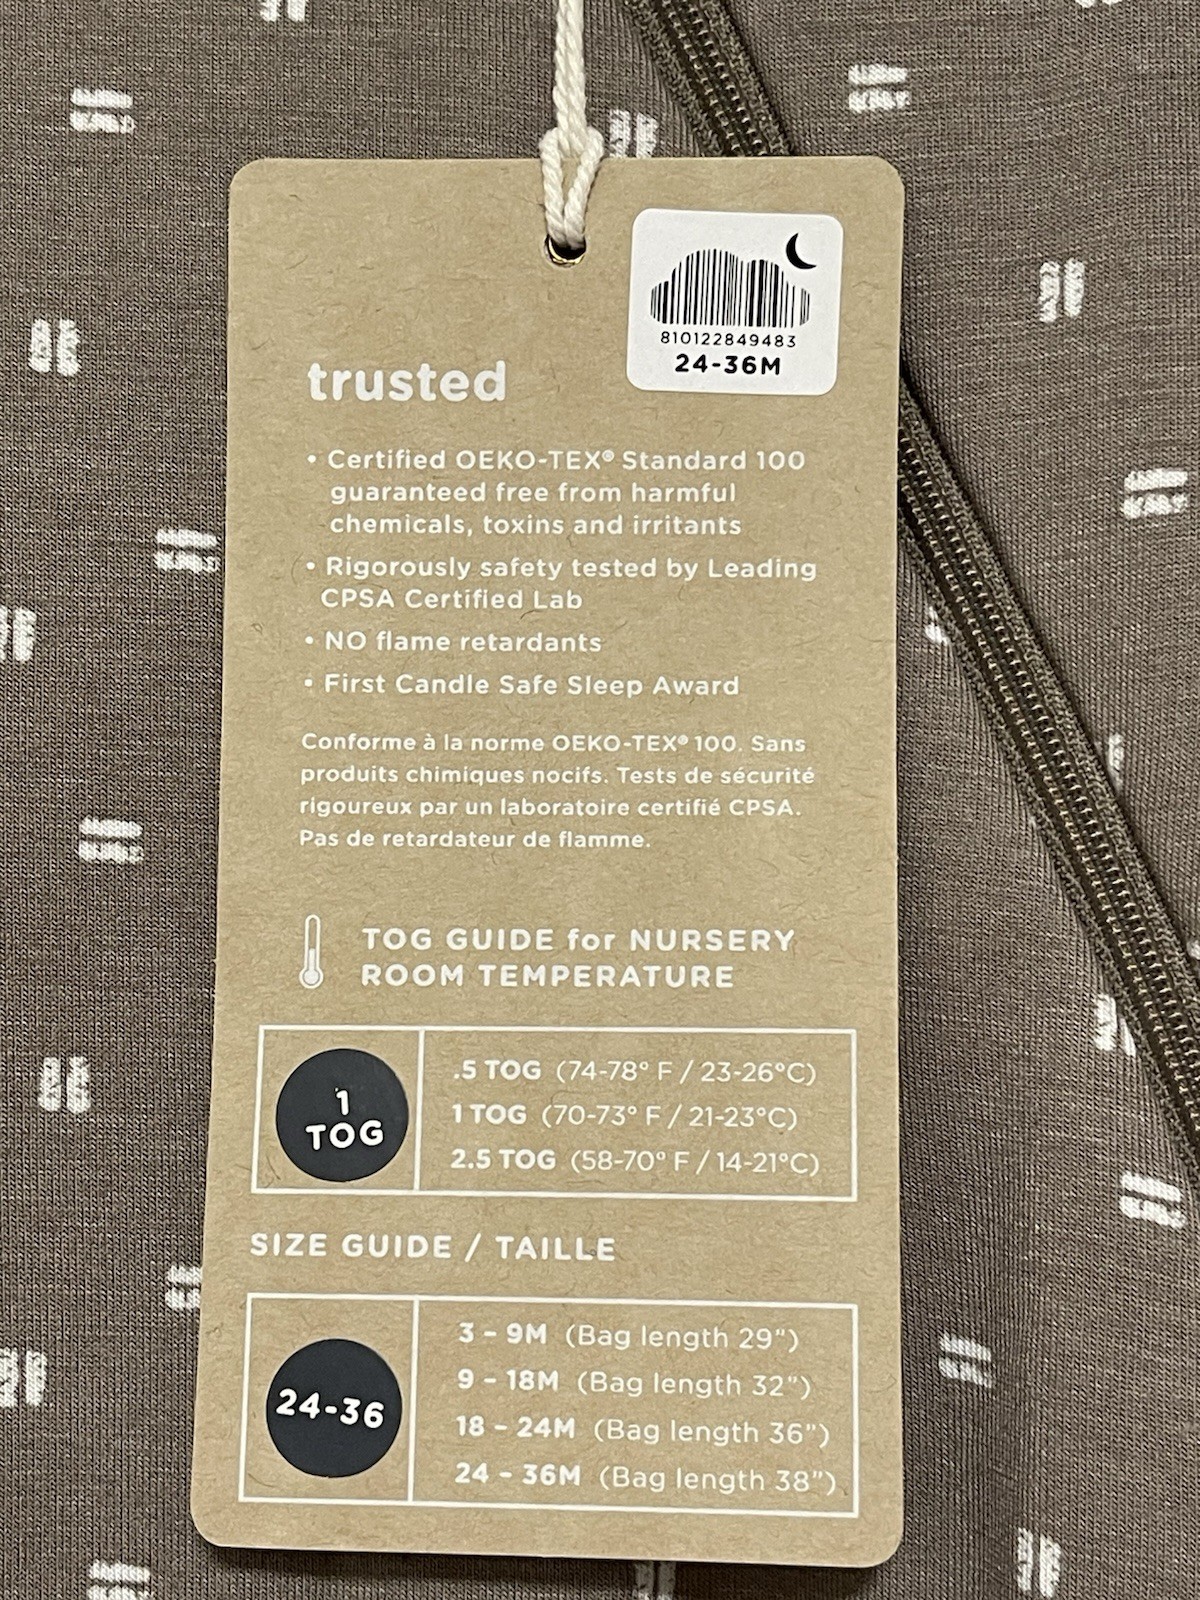 810122849483
24-36M
trusted
• Certified OEKO-TEX® Standard 100
guaranteed free from harmful
chemicals, toxins and irritants
• Rigorously safety tested by Leading
CPSA Certified Lab
• NO flame retardants
• First Candle Safe Sleep Award
Conforme à la norme OEKO-TEX® 100. Sans
produits chimiques nocifs. Tests de sécurité
rigoureux par un laboratoire certifié CPSA.
Pas de retardateur de flamme.
TOG GUIDE for NURSERY
ROOM TEMPERATURE
1
TOG
.5 TOG (74-78° F / 23-26°C)
1 TOG (70-73° F / 21-23°C)
2.5 TOG (58-70° F / 14-21°C)
SIZE GUIDE / TAILLE
24-36
3 - 9M (Bag length 29")
9 - 18M (Bag length 32")
18 - 24M (Bag length 36")
24 - 36M (Bag length 38")